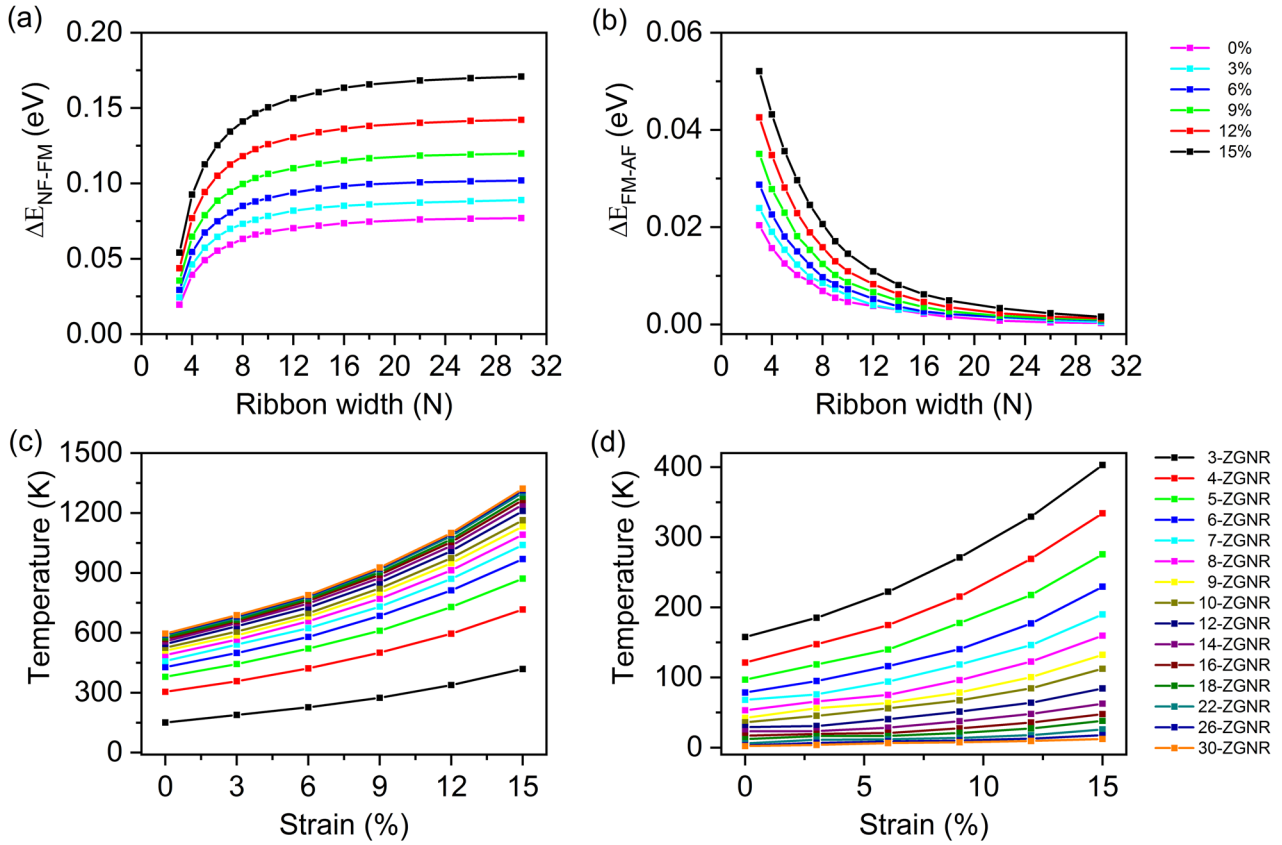 (a)
0.20
0.15
0.10
0.05
0.00
ΔE_NF-FM (eV)
0 4 8 12 16 20 24 28 32
Ribbon width (N)
(b)
0.06
0.04
0.02
0.00
ΔE_FM-AF (eV)
0 4 8 12 16 20 24 28 32
Ribbon width (N)
0%
3%
6%
9%
12%
15%
(c)
1500
1200
900
600
300
0
Temperature (K)
0 3 6 9 12 15
Strain (%)
(d)
400
300
200
100
0
Temperature (K)
0 5 10 15
Strain (%)
3-ZGNR
4-ZGNR
5-ZGNR
6-ZGNR
7-ZGNR
8-ZGNR
9-ZGNR
10-ZGNR
12-ZGNR
14-ZGNR
16-ZGNR
18-ZGNR
22-ZGNR
26-ZGNR
30-ZGNR